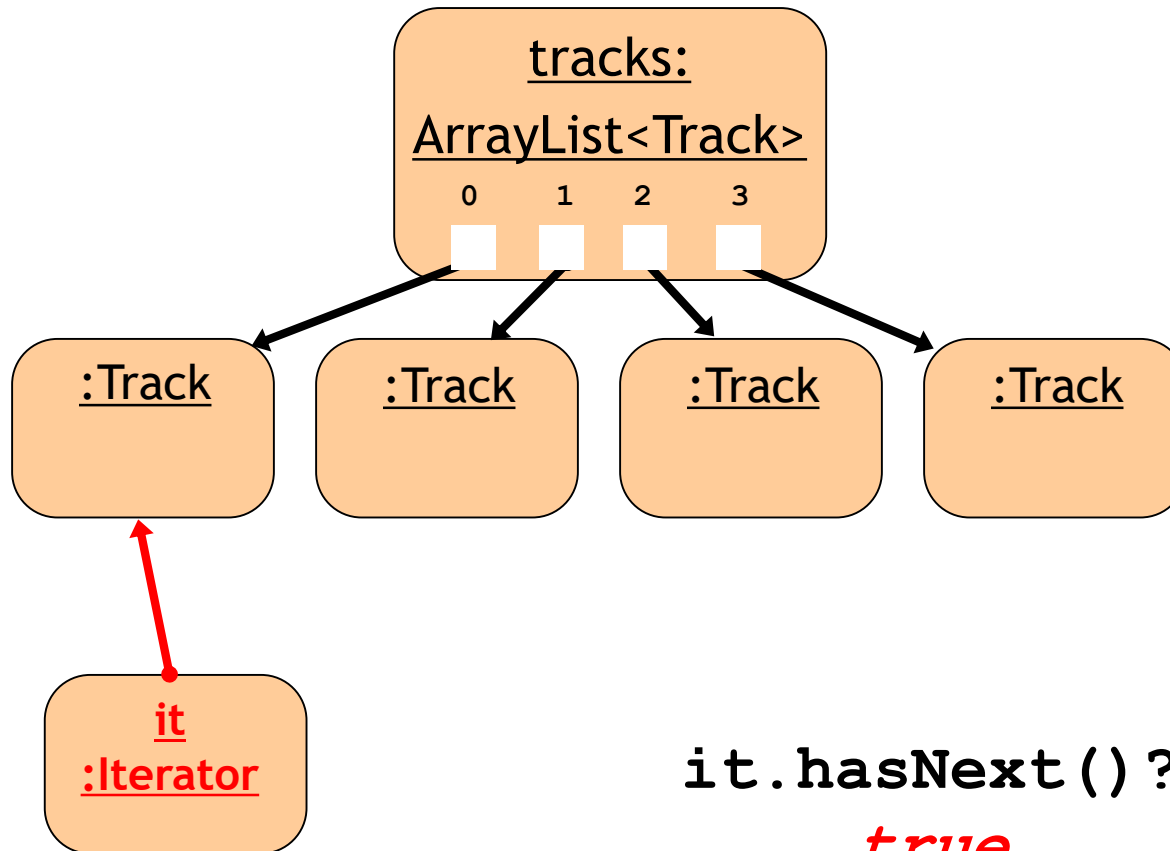 tracks:
ArrayList<Track>
0 1 2 3
:Track :Track :Track :Track
it
:Iterator
it.hasNext()?
true